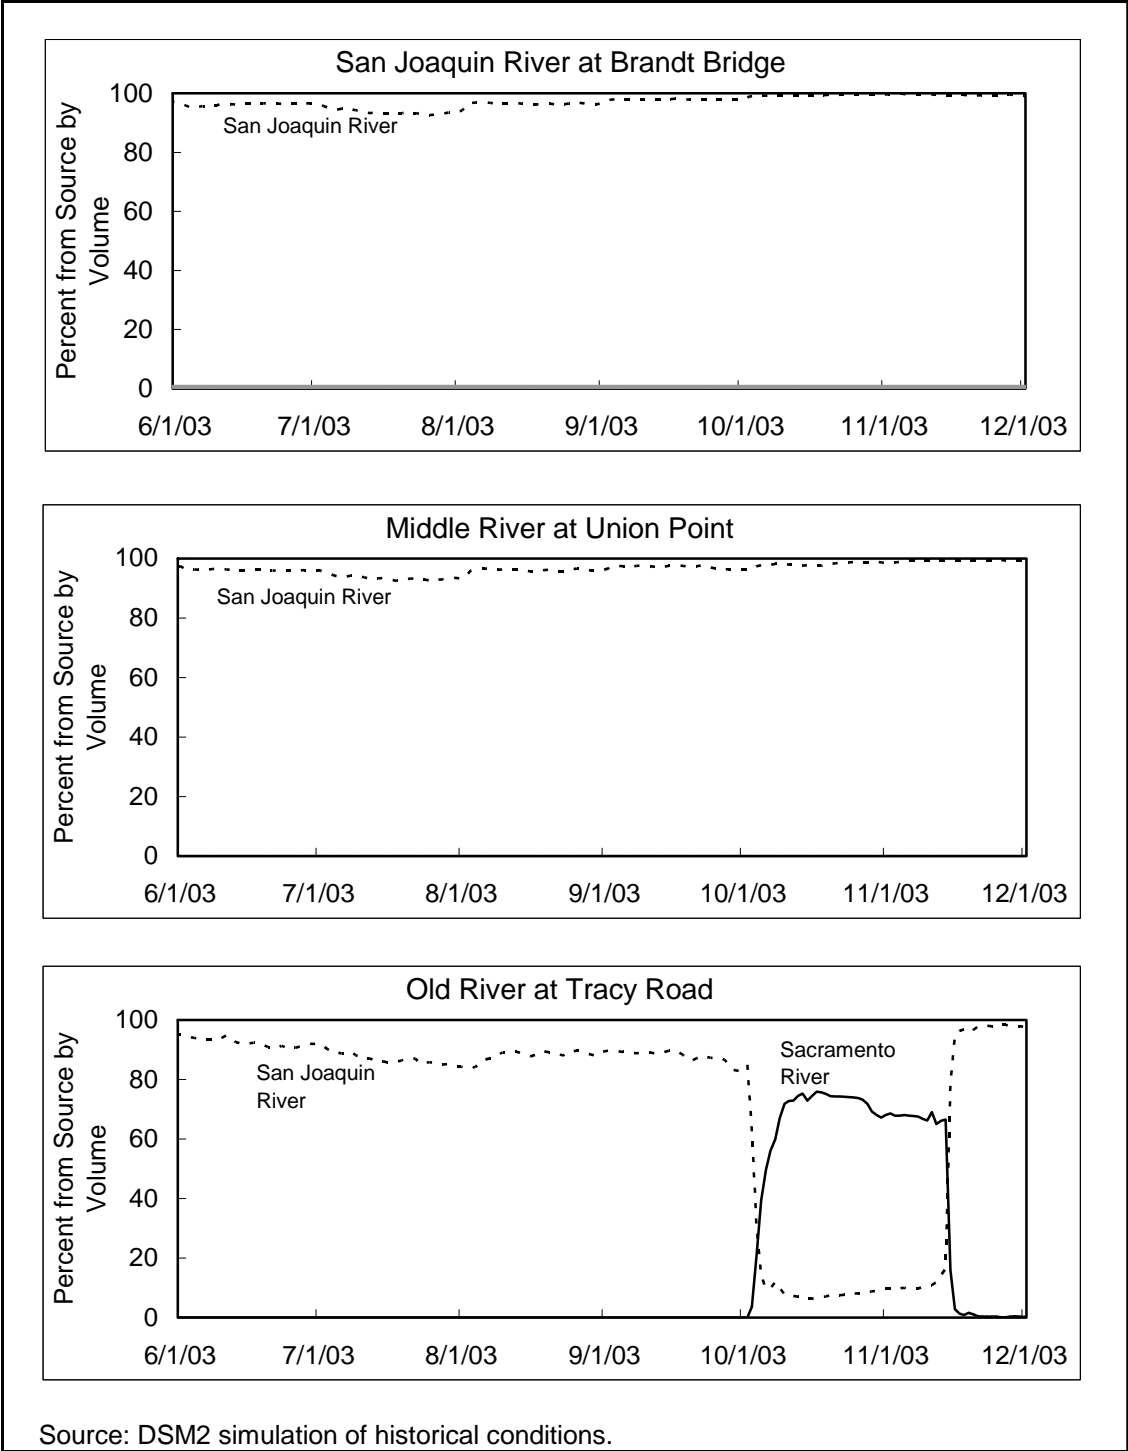 San Joaquin River at Brandt Bridge
Percent from Source by
Volume
100
80
60
40
20
0
San Joaquin River
6/1/03 7/1/03 8/1/03 9/1/03 10/1/03 11/1/03 12/1/03
Middle River at Union Point
Percent from Source by
Volume
100
80
60
40
20
0
San Joaquin River
6/1/03 7/1/03 8/1/03 9/1/03 10/1/03 11/1/03 12/1/03
Old River at Tracy Road
Percent from Source by
Volume
100
80
60
40
20
0
San Joaquin
River
Sacramento
River
6/1/03 7/1/03 8/1/03 9/1/03 10/1/03 11/1/03 12/1/03
Source: DSM2 simulation of historical conditions.